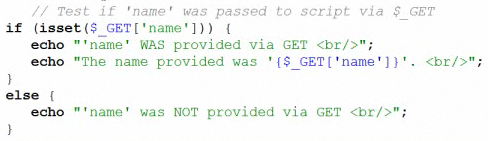 // Test if 'name' was passed to script via $_GET
if (isset($_GET['name'])) {
echo "'name' WAS provided via GET <br/>";
echo "The name provided was '{$_GET['name']}'. <br/>";
}
else {
echo "'name' was NOT provided via GET <br/>";
}